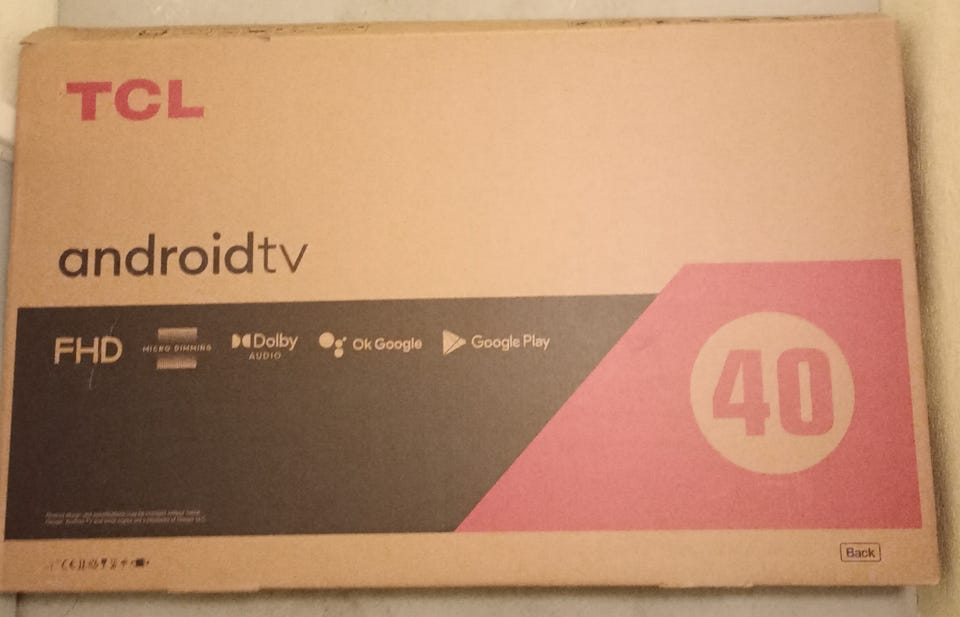 TCL
androidtv
FHD
MICRO DIMMING
Dolby
AUDIO
Ok Google
Google Play
40
Back